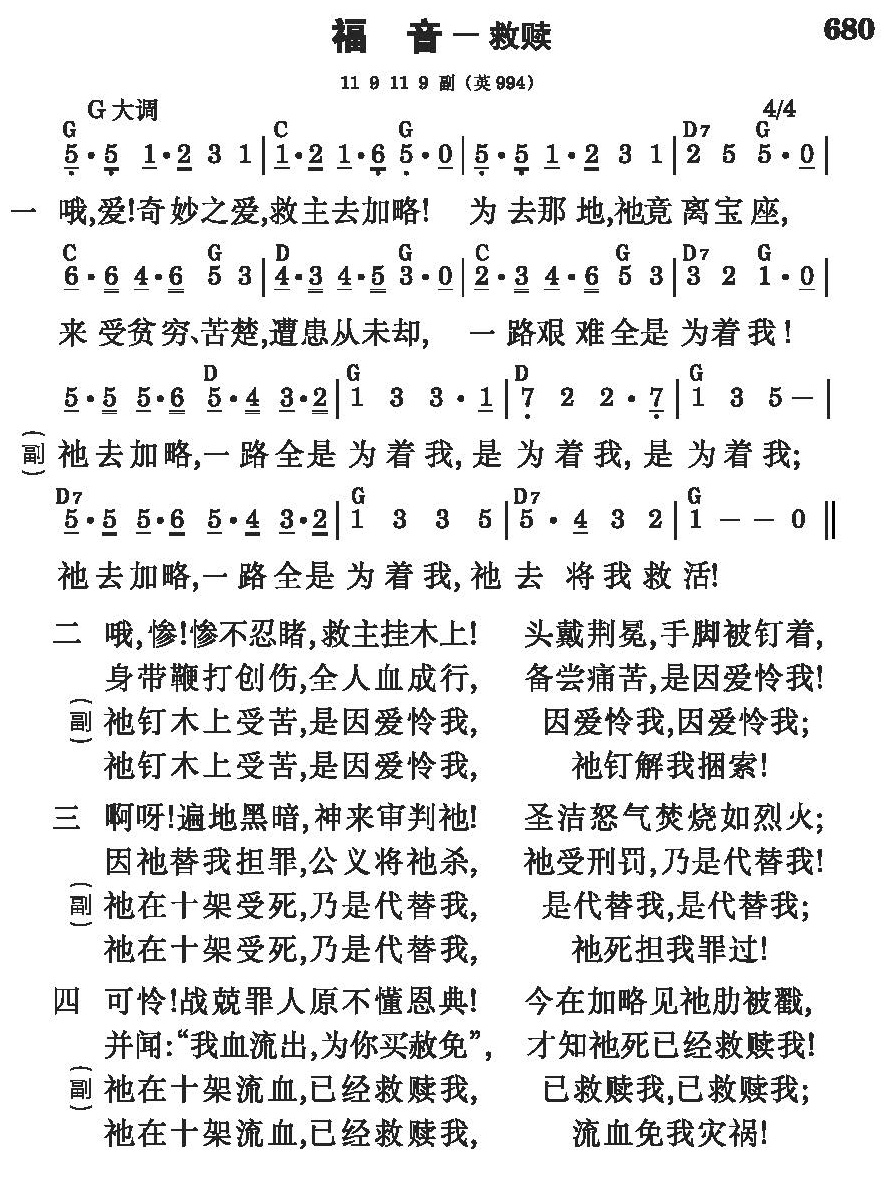 福 音－救赎 680
11 9 11 9 副（英994）
G大调 4/4
G C G D7 G
5·5 1·2 3 1|1·2 1·6 5·0|5·5 1·2 3 1|2 5 5·0|
一 哦,爱!奇妙之爱,救主去加略! 为去那地,祂竟离宝座,
C G D G C G D7 G
6·6 4·6 5 3|4·3 4·5 3·0|2·3 4·6 5 3|3 2 1·0|
来受贫穷、苦楚,遭患从未却, 一路艰难全是为着我!
D G D G
5·5 5·6 5·4 3·2|1 3 3·1|7 2 2·7|1 3 5－|
(副) 祂去加略,一路全是为着我,是为着我,是为着我;
D7 G D7 G
5·5 5·6 5·4 3·2|1 3 3 5|5·4 3 2|1－－0‖
祂去加略,一路全是为着我,祂去将我救活!
二 哦,惨!惨不忍睹,救主挂木上! 头戴荆冕,手脚被钉着,
身带鞭打创伤,全人血成行, 备尝痛苦,是因爱怜我!
(副) 祂钉木上受苦,是因爱怜我, 因爱怜我,因爱怜我;
祂钉木上受苦,是因爱怜我, 祂钉解我捆索!
三 啊呀!遍地黑暗,神来审判祂! 圣洁怒气焚烧如烈火;
因祂替我担罪,公义将祂杀, 祂受刑罚,乃是代替我!
(副) 祂在十架受死,乃是代替我, 是代替我,是代替我;
祂在十架受死,乃是代替我, 祂死担我罪过!
四 可怜!战兢罪人原不懂恩典! 今在加略见祂肋被戳,
并闻:“我血流出,为你买赦免”, 才知祂死已经救赎我!
(副) 祂在十架流血,已经救赎我, 已救赎我,已救赎我;
祂在十架流血,已经救赎我, 流血免我灾祸!